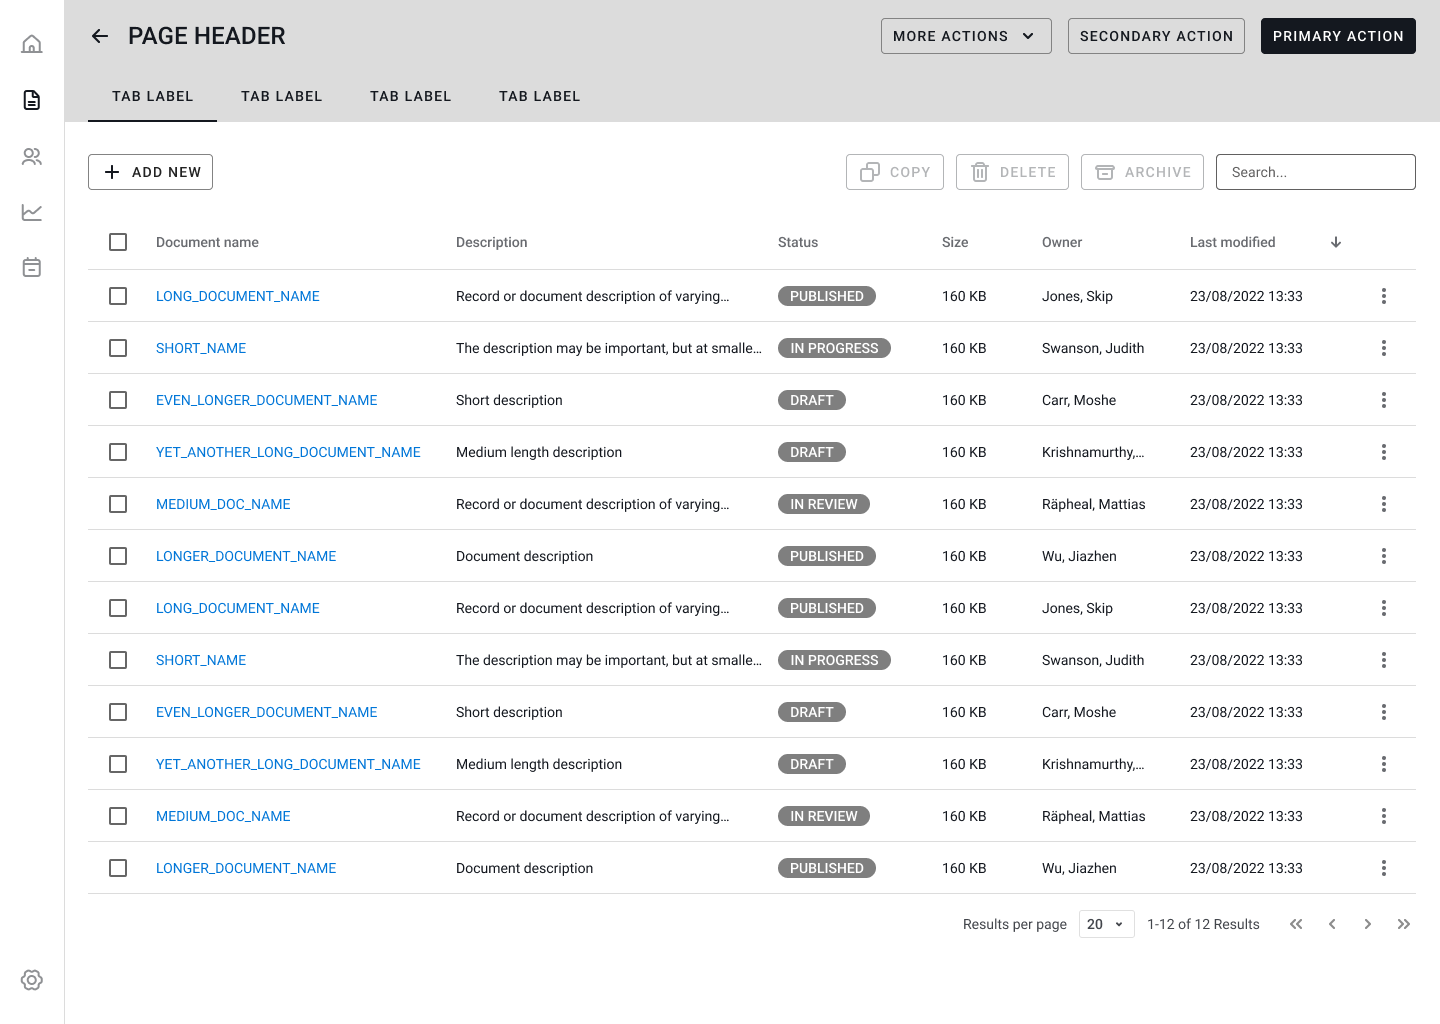 PAGE HEADER MORE ACTIONS SECONDARY ACTION PRIMARY ACTION
TAB LABEL TAB LABEL TAB LABEL TAB LABEL
ADD NEW COPY DELETE ARCHIVE Search...
Document name Description Status Size Owner Last modified
LONG_DOCUMENT_NAME Record or document description of varying... PUBLISHED 160 KB Jones, Skip 23/08/2022 13:33
SHORT_NAME The description may be important, but at smalle... IN PROGRESS 160 KB Swanson, Judith 23/08/2022 13:33
EVEN_LONGER_DOCUMENT_NAME Short description DRAFT 160 KB Carr, Moshe 23/08/2022 13:33
YET_ANOTHER_LONG_DOCUMENT_NAME Medium length description DRAFT 160 KB Krishnamurthy,... 23/08/2022 13:33
MEDIUM_DOC_NAME Record or document description of varying... IN REVIEW 160 KB Räpheal, Mattias 23/08/2022 13:33
LONGER_DOCUMENT_NAME Document description PUBLISHED 160 KB Wu, Jiazhen 23/08/2022 13:33
LONG_DOCUMENT_NAME Record or document description of varying... PUBLISHED 160 KB Jones, Skip 23/08/2022 13:33
SHORT_NAME The description may be important, but at smalle... IN PROGRESS 160 KB Swanson, Judith 23/08/2022 13:33
EVEN_LONGER_DOCUMENT_NAME Short description DRAFT 160 KB Carr, Moshe 23/08/2022 13:33
YET_ANOTHER_LONG_DOCUMENT_NAME Medium length description DRAFT 160 KB Krishnamurthy,... 23/08/2022 13:33
MEDIUM_DOC_NAME Record or document description of varying... IN REVIEW 160 KB Räpheal, Mattias 23/08/2022 13:33
LONGER_DOCUMENT_NAME Document description PUBLISHED 160 KB Wu, Jiazhen 23/08/2022 13:33
Results per page 20 1-12 of 12 Results